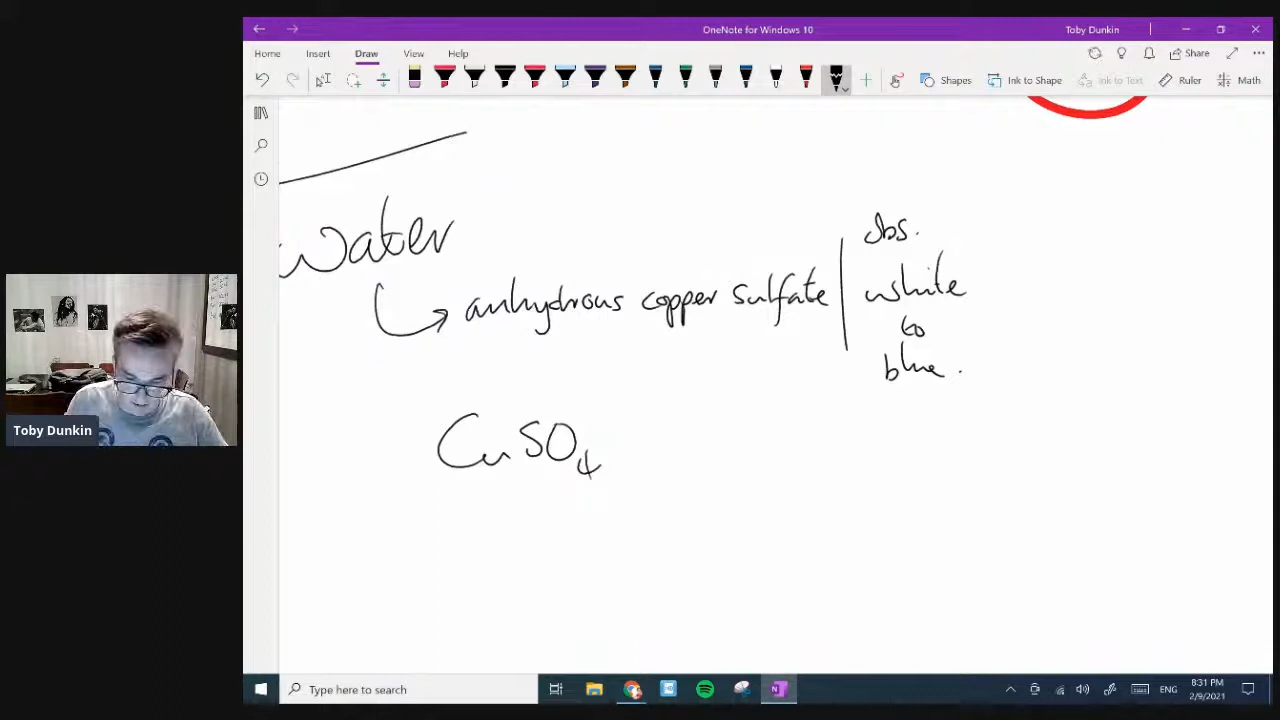 OneNote for Windows 10
Toby Dunkin
Home Insert Draw View Help
Share
Shapes Ink to Shape Ink to Text Ruler Math
water
anhydrous copper sulfate
obs.
white
to
blue.
CuSO4
Toby Dunkin
Type here to search
ENG
8:31 PM
2/9/2021